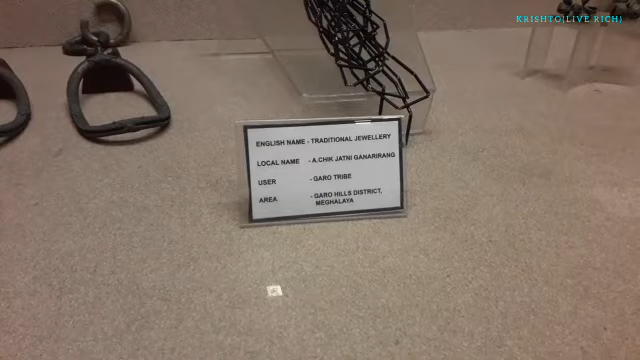 KRISHTO(LIVE RICH)
ENGLISH NAME - TRADITIONAL JEWELLERY
LOCAL NAME - A.CHIK JATNI GANARIRANG
USER - GARO TRIBE
AREA - GARO HILLS DISTRICT,
MEGHALAYA